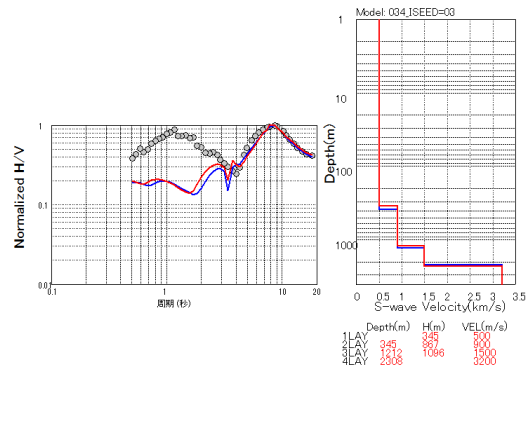 Model: 034_ISEED=03
Normalized H/V
1
0.1
0.01
0.1
1
10
20
周期 (秒)
Depth(m)
1
10
100
1000
0
0.5
1
1.5
2
2.5
3
3.5
S-wave Velocity(km/s)
Depth(m) H(m) VEL(m/s)
1LAY 345 500
2LAY 345 867 900
3LAY 1212 1096 1500
4LAY 2308 3200